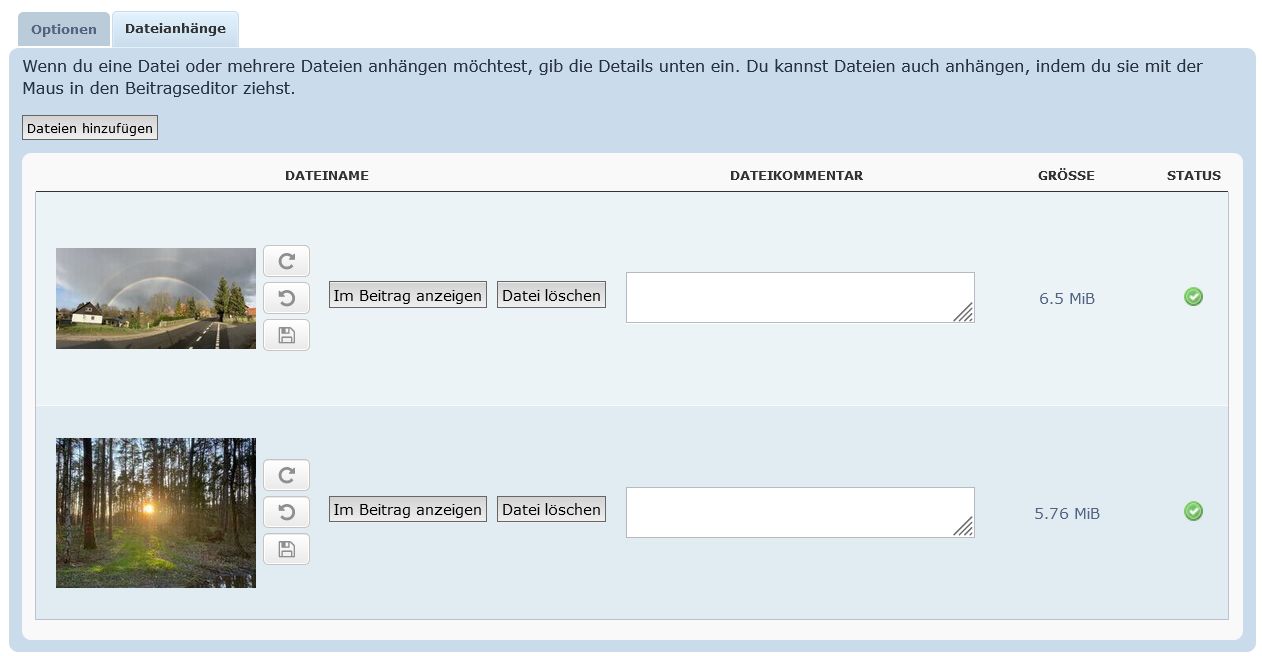 Optionen
Dateianhänge
Wenn du eine Datei oder mehrere Dateien anhängen möchtest, gib die Details unten ein. Du kannst Dateien auch anhängen, indem du sie mit der
Maus in den Beitragseditor ziehst.
Dateien hinzufügen
DATEINAME DATEIKOMMENTAR GRÖSSE STATUS
Im Beitrag anzeigen Datei löschen 6.5 MiB
Im Beitrag anzeigen Datei löschen 5.76 MiB